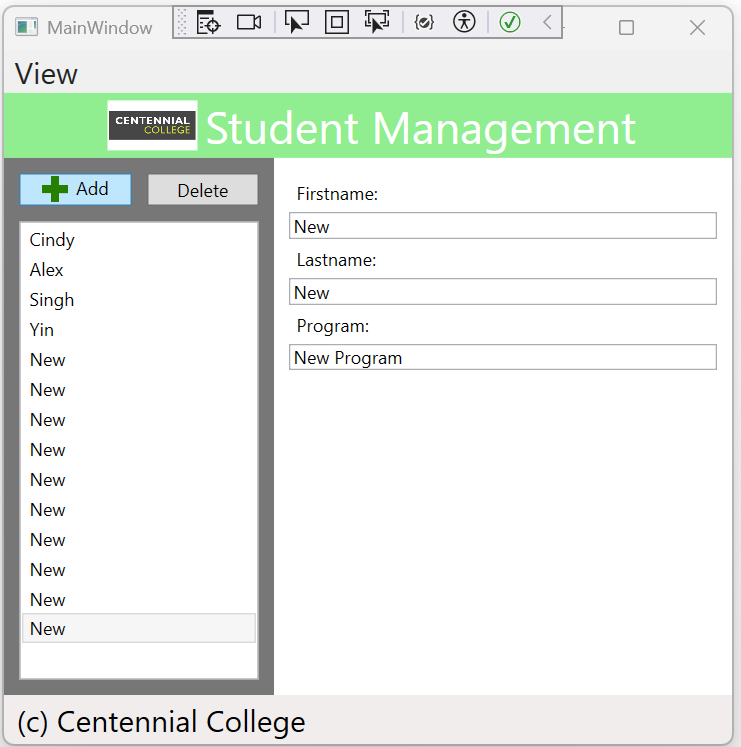 MainWindow
View
CENTENNIAL
COLLEGE
Student Management
Add
Delete
Cindy
Alex
Singh
Yin
New
New
New
New
New
New
New
New
New
New
Firstname:
New
Lastname:
New
Program:
New Program
(c) Centennial College